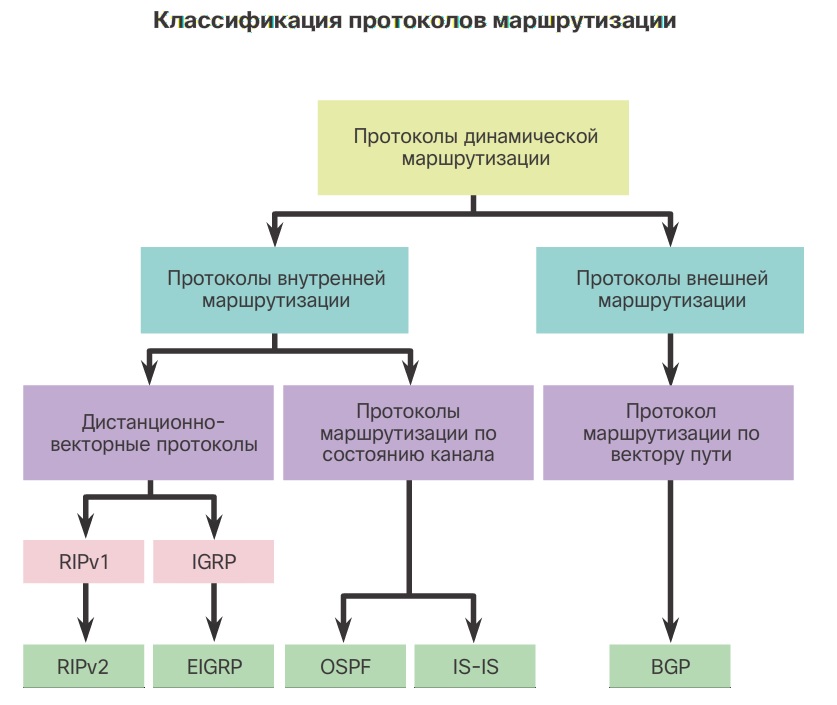 Классификация протоколов маршрутизации
Протоколы динамической
маршрутизации
Протоколы внутренней
маршрутизации
Протоколы внешней
маршрутизации
Дистанционно-
векторные протоколы
Протоколы
маршрутизации по
состоянию канала
Протокол
маршрутизации по
вектору пути
RIPv1
IGRP
RIPv2
EIGRP
OSPF
IS-IS
BGP